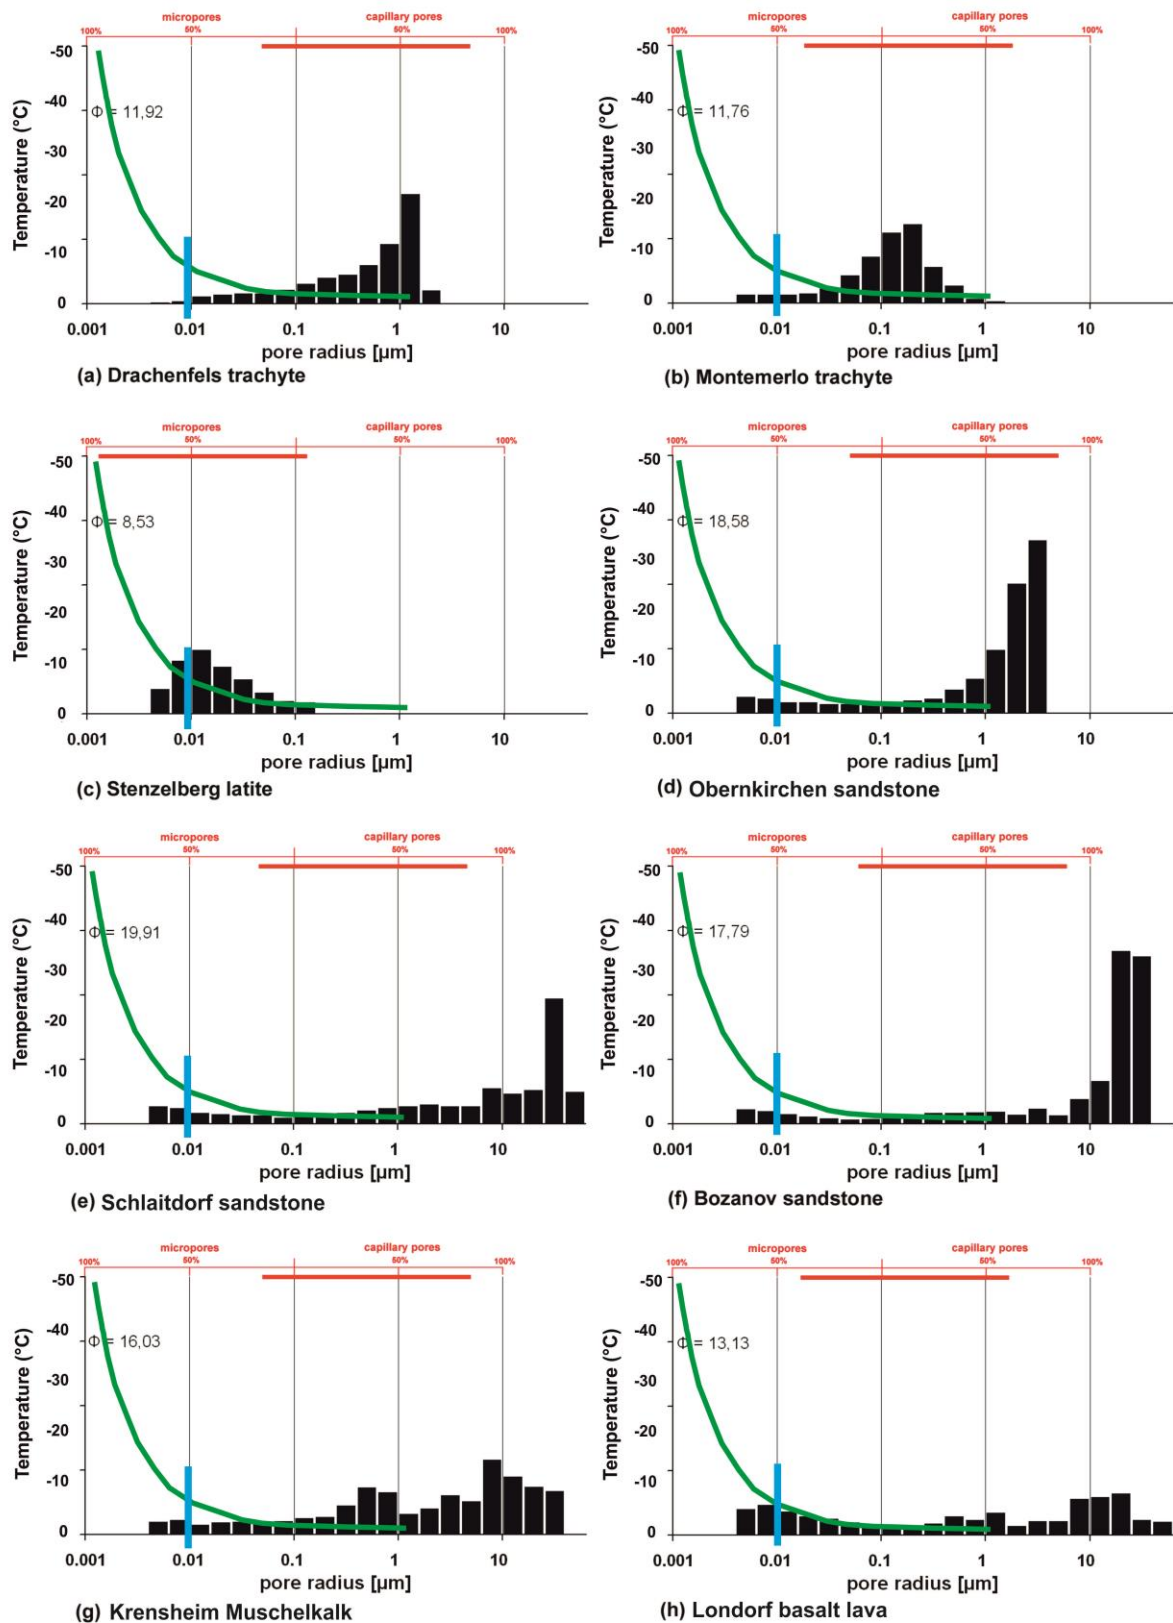 micropores capillary pores
100% 50% 50% 100%
-50
-40
Φ = 11,92
-30
-20
-10
0
Temperature (°C)
0.001 0.01 0.1 1 10
pore radius [µm]
(a) Drachenfels trachyte
micropores capillary pores
100% 50% 50% 100%
-50
-40
Φ = 11,76
-30
-20
-10
0
Temperature (°C)
0.001 0.01 0.1 1 10
pore radius [µm]
(b) Montemerlo trachyte
micropores capillary pores
100% 50% 50% 100%
-50
-40
Φ = 8,53
-30
-20
-10
0
Temperature (°C)
0.001 0.01 0.1 1 10
pore radius [µm]
(c) Stenzelberg latite
micropores capillary pores
100% 50% 50% 100%
-50
-40
Φ = 18,58
-30
-20
-10
0
Temperature (°C)
0.001 0.01 0.1 1 10
pore radius [µm]
(d) Obernkirchen sandstone
micropores capillary pores
100% 50% 50% 100%
-50
-40
Φ = 19,91
-30
-20
-10
0
Temperature (°C)
0.001 0.01 0.1 1 10
pore radius [µm]
(e) Schlaitdorf sandstone
micropores capillary pores
100% 50% 50% 100%
-50
-40
Φ = 17,79
-30
-20
-10
0
Temperature (°C)
0.001 0.01 0.1 1 10
pore radius [µm]
(f) Bozanov sandstone
micropores capillary pores
100% 50% 50% 100%
-50
-40
Φ = 16,03
-30
-20
-10
0
Temperature (°C)
0.001 0.01 0.1 1 10
pore radius [µm]
(g) Krensheim Muschelkalk
micropores capillary pores
100% 50% 50% 100%
-50
-40
Φ = 13,13
-30
-20
-10
0
Temperature (°C)
0.001 0.01 0.1 1 10
pore radius [µm]
(h) Londorf basalt lava